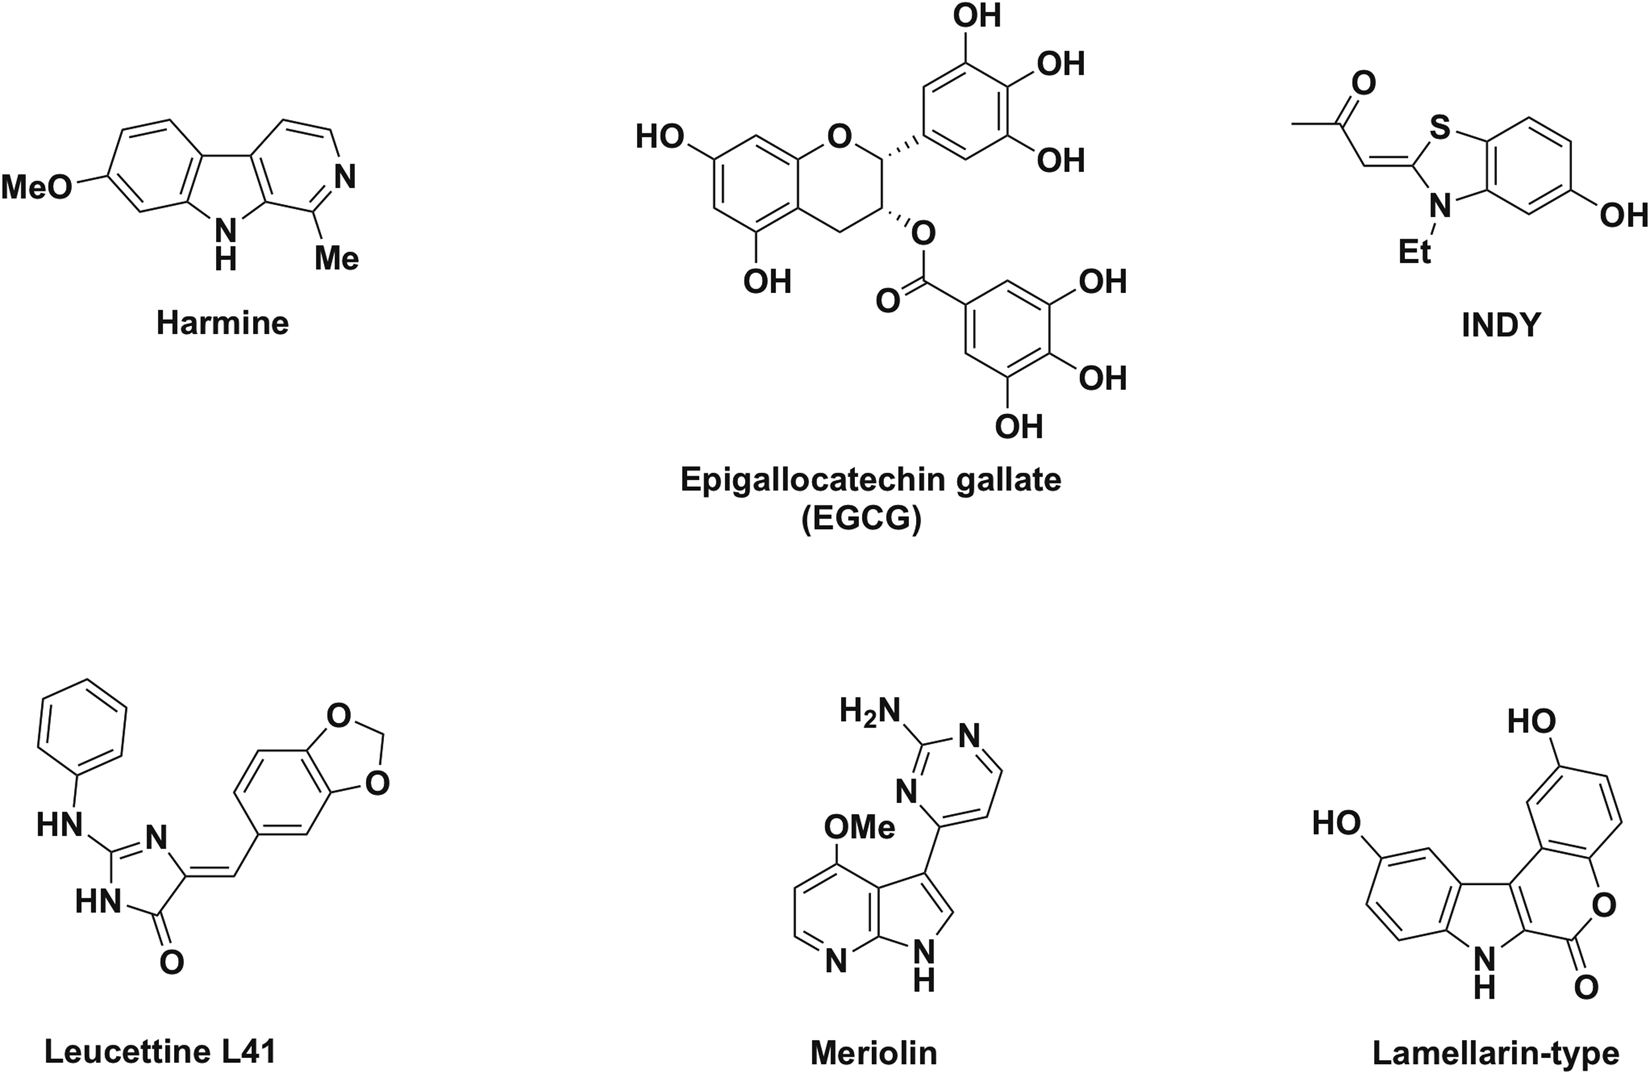 MeO
N
N
H
Me
Harmine
OH
OH
OH
HO
O
OH
O
O
OH
OH
OH
Epigallocatechin gallate
(EGCG)
O
S
N
Et
OH
INDY
O
O
HN
N
HN
O
Leucettine L41
H2N
N
N
OMe
N
N
H
Meriolin
HO
HO
O
N
H
O
Lamellarin-type